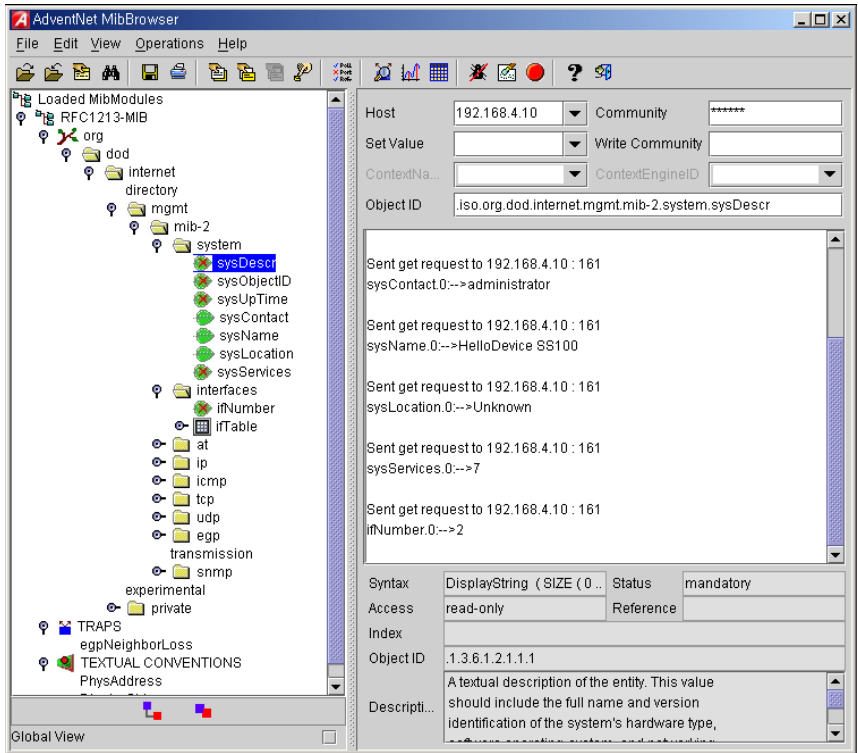 AdventNet MibBrowser
File Edit View Operations Help
Loaded MibModules
RFC1213-MIB
org
dod
internet
directory
mgmt
mib-2
system
sysDescr
sysObjectID
sysUpTime
sysContact
sysName
sysLocation
sysServices
interfaces
ifNumber
ifTable
at
ip
icmp
tcp
udp
egp
transmission
snmp
experimental
private
TRAPS
egpNeighborLoss
TEXTUAL CONVENTIONS
PhysAddress
Global View
Host 192.168.4.10 Community ******
Set Value Write Community
ContextNa... ContextEngineID
Object ID .iso.org.dod.internet.mgmt.mib-2.system.sysDescr
Sent get request to 192.168.4.10 : 161
sysContact.0:-->administrator
Sent get request to 192.168.4.10 : 161
sysName.0:-->HelloDevice SS100
Sent get request to 192.168.4.10 : 161
sysLocation.0:-->Unknown
Sent get request to 192.168.4.10 : 161
sysServices.0:-->7
Sent get request to 192.168.4.10 : 161
ifNumber.0:-->2
Syntax DisplayString ( SIZE ( 0 .. Status mandatory
Access read-only Reference
Index
Object ID .1.3.6.1.2.1.1.1
Descripti... A textual description of the entity. This value
should include the full name and version
identification of the system's hardware type,